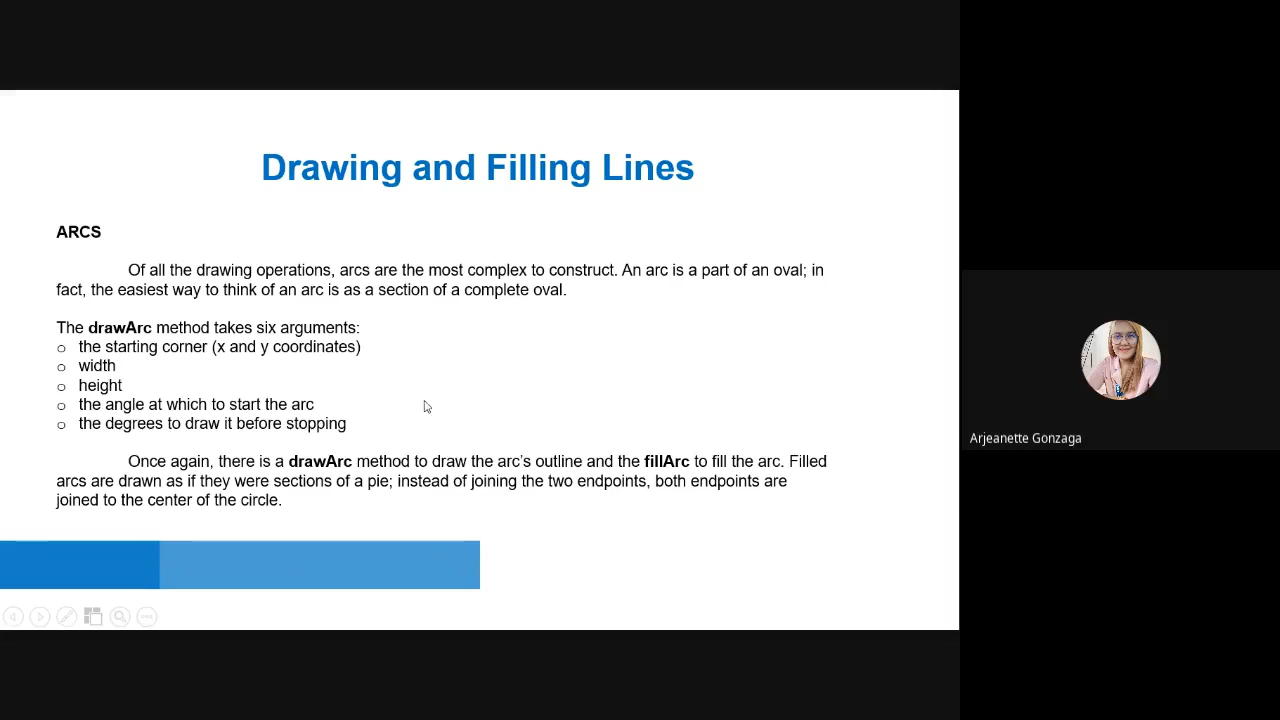 Drawing and Filling Lines
ARCS
Of all the drawing operations, arcs are the most complex to construct. An arc is a part of an oval; in
fact, the easiest way to think of an arc is as a section of a complete oval.
The drawArc method takes six arguments:
o the starting corner (x and y coordinates)
o width
o height
o the angle at which to start the arc
o the degrees to draw it before stopping
Once again, there is a drawArc method to draw the arc's outline and the fillArc to fill the arc. Filled
arcs are drawn as if they were sections of a pie; instead of joining the two endpoints, both endpoints are
joined to the center of the circle.
Arjeanette Gonzaga